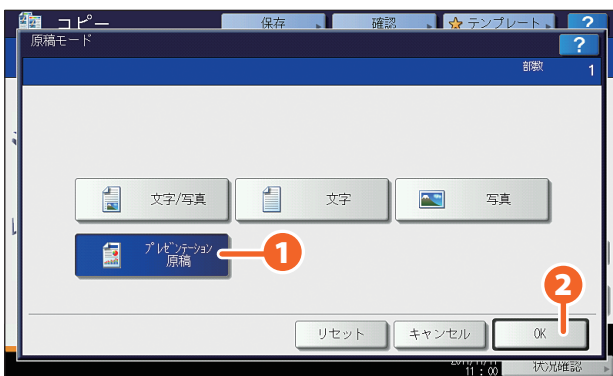 コピー 保存 確認 テンプレート ?
原稿モード ?
部数 1
文字/写真 文字 写真
プレゼンテーション
原稿
1
2
リセット キャンセル OK
11:00 状況確認